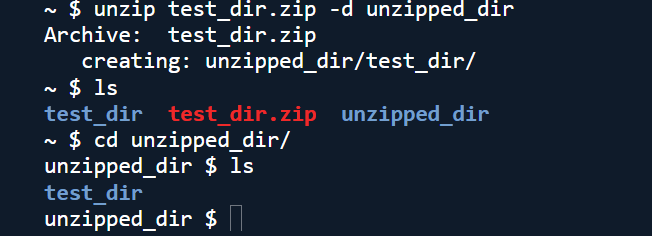 ~ $ unzip test_dir.zip -d unzipped_dir
Archive:  test_dir.zip
   creating: unzipped_dir/test_dir/
~ $ ls
test_dir  test_dir.zip  unzipped_dir
~ $ cd unzipped_dir/
unzipped_dir $ ls
test_dir
unzipped_dir $